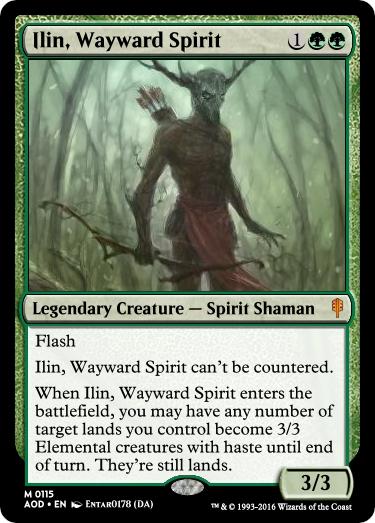 Ilin, Wayward Spirit 1
Legendary Creature — Spirit Shaman
Flash
Ilin, Wayward Spirit can't be countered.
When Ilin, Wayward Spirit enters the
battlefield, you may have any number of
target lands you control become 3/3
Elemental creatures with haste until end
of turn. They're still lands.
3/3
M 0115
AOD • EN Entar0178 (DA)
™ & © 1993-2016 Wizards of the Coast